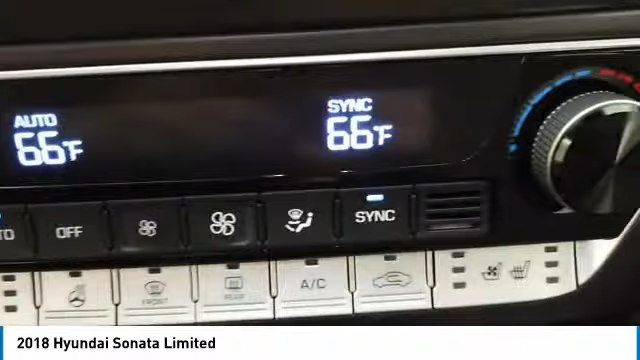 AUTO SYNC
66°F 66°F
OFF SYNC
FRONT REAR A/C
2018 Hyundai Sonata Limited